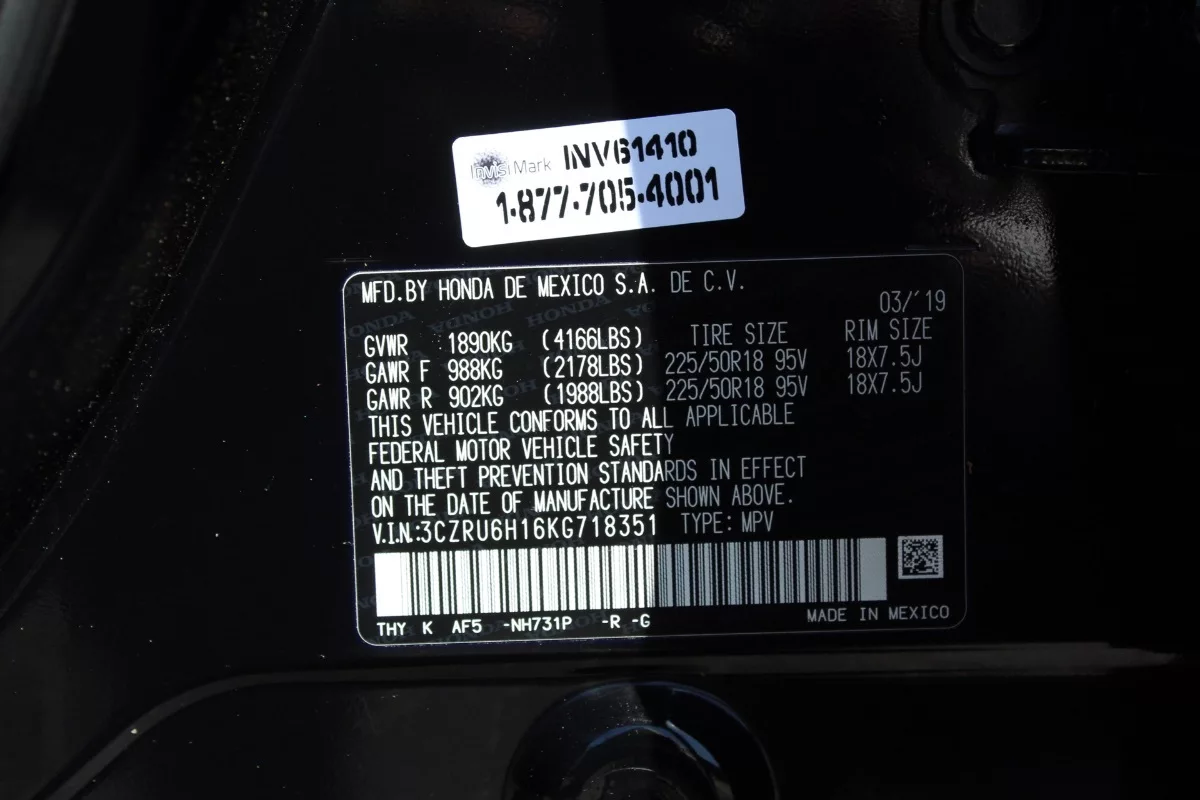 InVisi Mark INV61410
1-877-705-4001
MFD.BY HONDA DE MEXICO S.A. DE C.V.
03/'19
GVWR 1890KG (4166LBS) TIRE SIZE RIM SIZE
GAWR F 988KG (2178LBS) 225/50R18 95V 18X7.5J
GAWR R 902KG (1988LBS) 225/50R18 95V 18X7.5J
THIS VEHICLE CONFORMS TO ALL APPLICABLE
FEDERAL MOTOR VEHICLE SAFETY
AND THEFT PREVENTION STANDARDS IN EFFECT
ON THE DATE OF MANUFACTURE SHOWN ABOVE.
V.I.N.:3CZRU6H16KG718351 TYPE: MPV
THY K AF5 -NH731P -R -G MADE IN MEXICO